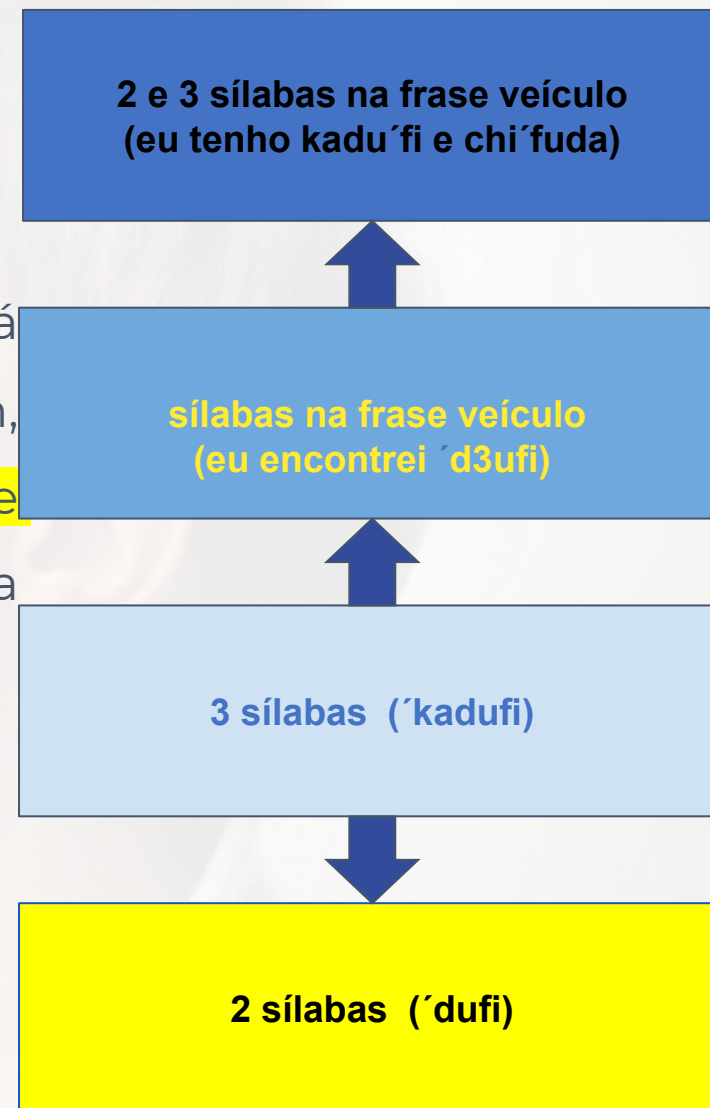 2 e 3 sílabas na frase veículo
(eu tenho kadu´fi e chi´fuda)
sílabas na frase veículo
(eu encontrei ´d3ufi)
3 sílabas (´kadufi)
2 sílabas (´dufi)